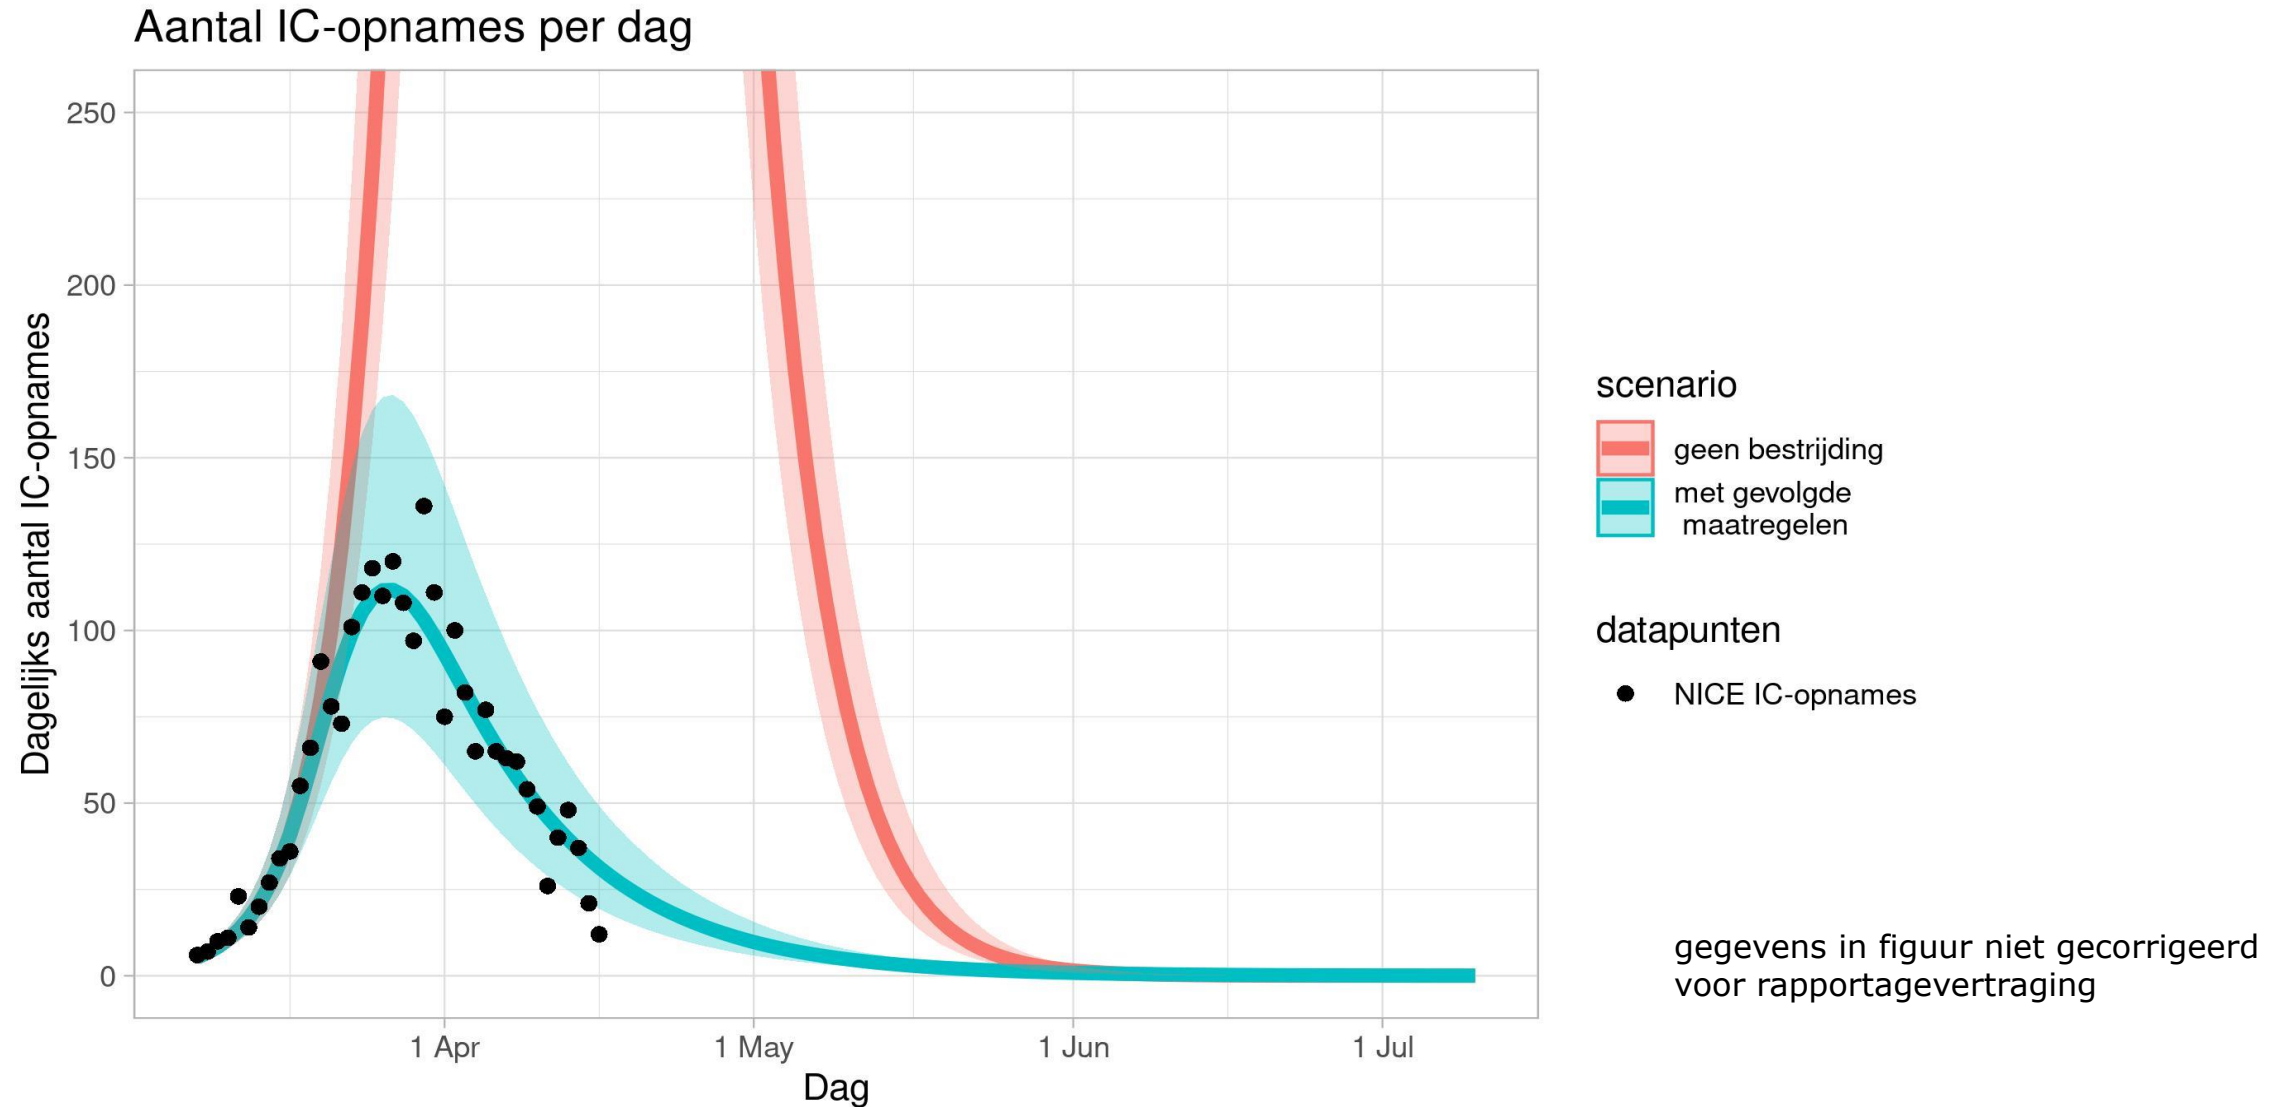 Aantal IC-opnames per dag
Dagelijks aantal IC-opnames
250
200
150
100
50
0
1 Apr
1 May
1 Jun
1 Jul
Dag
scenario
geen bestrijding
met gevolgde
maatregelen
datapunten
NICE IC-opnames
gegevens in figuur niet gecorrigeerd
voor rapportagevertraging